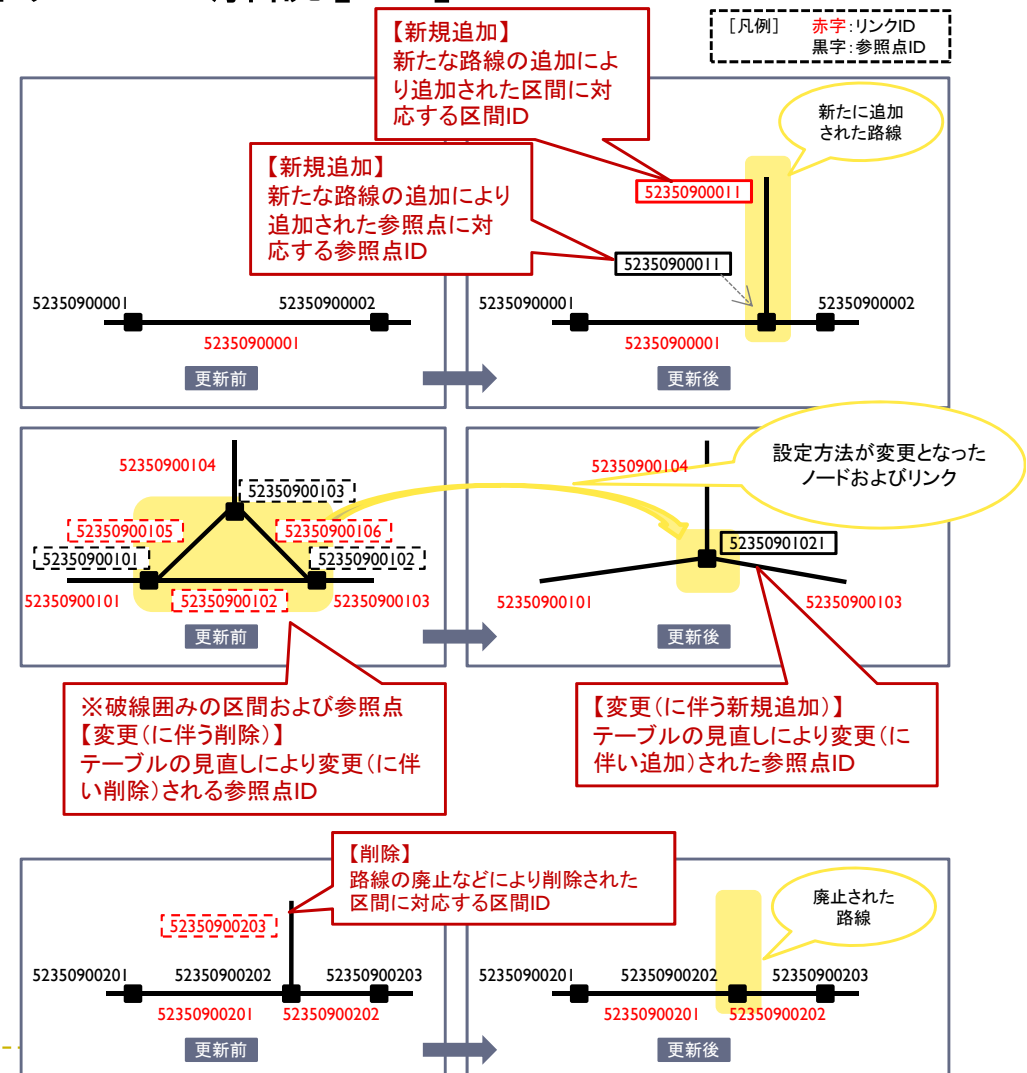 ［凡例］ 赤字：リンクID
黒字：参照点ID
【新規追加】
新たな路線の追加によ
り追加された区間に対
応する区間ID
【新規追加】
新たな路線の追加により
追加された参照点に対
応する参照点ID
新たに追加
された路線
52350900011
52350900011
52350900001
52350900002
52350900001
更新前
52350900001
52350900002
52350900001
更新後
52350900104
52350900103
52350900105
52350900106
52350900101
52350900102
52350900101
52350900102
52350900103
更新前
設定方法が変更となった
ノードおよびリンク
52350900104
52350901021
52350900101
52350900103
更新後
※破線囲みの区間および参照点
【変更（に伴う削除）】
テーブルの見直しにより変更（に伴
い削除）される参照点ID
【変更（に伴う新規追加）】
テーブルの見直しにより変更（に
伴い追加）された参照点ID
【削除】
路線の廃止などにより削除された
区間に対応する区間ID
廃止された
路線
52350900203
52350900201
52350900202
52350900203
52350900201
52350900202
更新前
52350900201
52350900202
52350900203
52350900201
52350900202
更新後